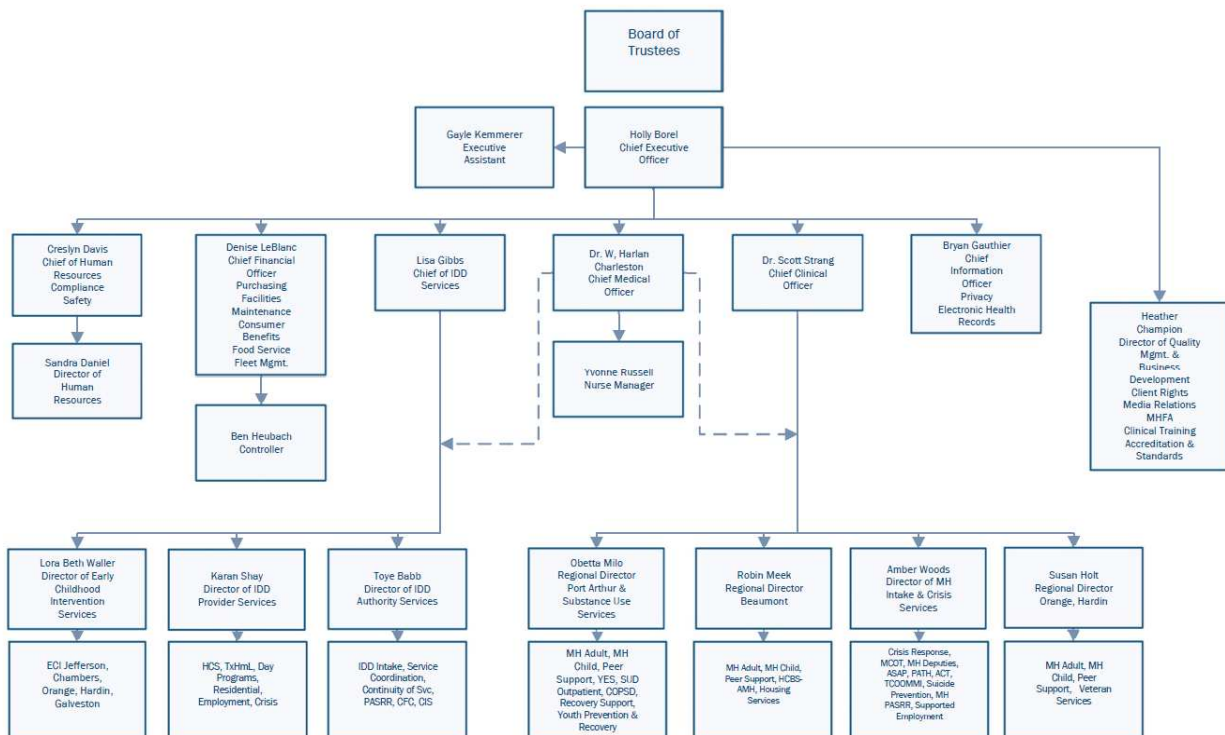 Board of
Trustees
Gayle Kemmerer
Executive
Assistant
Holly Borel
Chief Executive
Officer
Creslyn Davis
Chief of Human
Resources
Compliance
Safety
Denise LeBlanc
Chief Financial
Officer
Purchasing
Facilities
Maintenance
Consumer
Benefits
Food Service
Fleet Mgmt.
Lisa Gibbs
Chief of IDD
Services
Dr. W, Harlan
Charleston
Chief Medical
Officer
Dr. Scott Strang
Chief Clinical
Officer
Bryan Gauthier
Chief
Information
Officer
Privacy
Electronic Health
Records
Heather
Champion
Director of Quality
Mgmt. &
Business
Development
Client Rights
Media Relations
MHFA
Clinical Training
Accreditation &
Standards
Sandra Daniel
Director of
Human
Resources
Ben Heubach
Controller
Yvonne Russell
Nurse Manager
Lora Beth Waller
Director of Early
Childhood
Intervention
Services
Karan Shay
Director of IDD
Provider Services
Toye Babb
Director of IDD
Authority Services
Obetta Milo
Regional Director
Port Arthur &
Substance Use
Services
Robin Meek
Regional Director
Beaumont
Amber Woods
Director of MH
Intake & Crisis
Services
Susan Holt
Regional Director
Orange, Hardin
ECI Jefferson,
Chambers,
Orange, Hardin,
Galveston
HCS, TxHmL, Day
Programs,
Residential,
Employment, Crisis
IDD Intake, Service
Coordination,
Continuity of Svc,
PASRR, CFC, CIS
MH Adult, MH
Child, Peer
Support, YES, SUD
Outpatient, COPSD,
Recovery Support,
Youth Prevention &
Recovery
MH Adult, MH Child,
Peer Support, HCBS-
AMH, Housing
Services
Crisis Response,
MCOT, MH Deputies,
ASAP, PATH, ACT,
TCOOMMI, Suicide
Prevention, MH
PASRR, Supported
Employment
MH Adult, MH
Child, Peer
Support, Veteran
Services